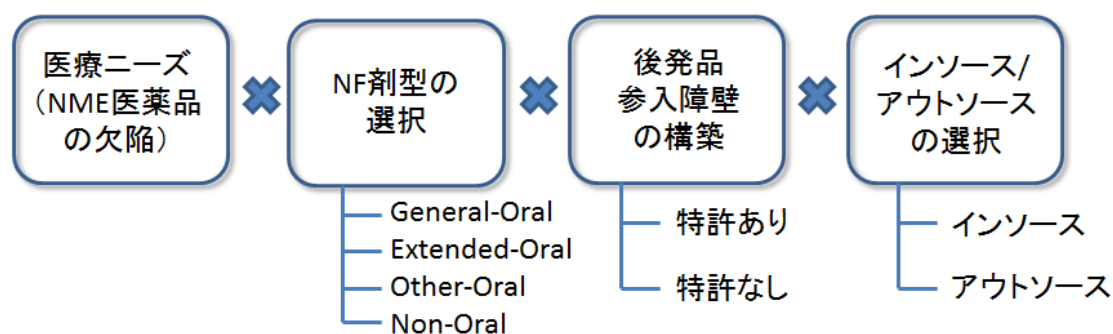 医療ニーズ
（NME医薬品
の欠陥）
NF剤型の
選択
後発品
参入障壁
の構築
インソース/
アウトソース
の選択
General-Oral
Extended-Oral
Other-Oral
Non-Oral
特許あり
特許なし
インソース
アウトソース